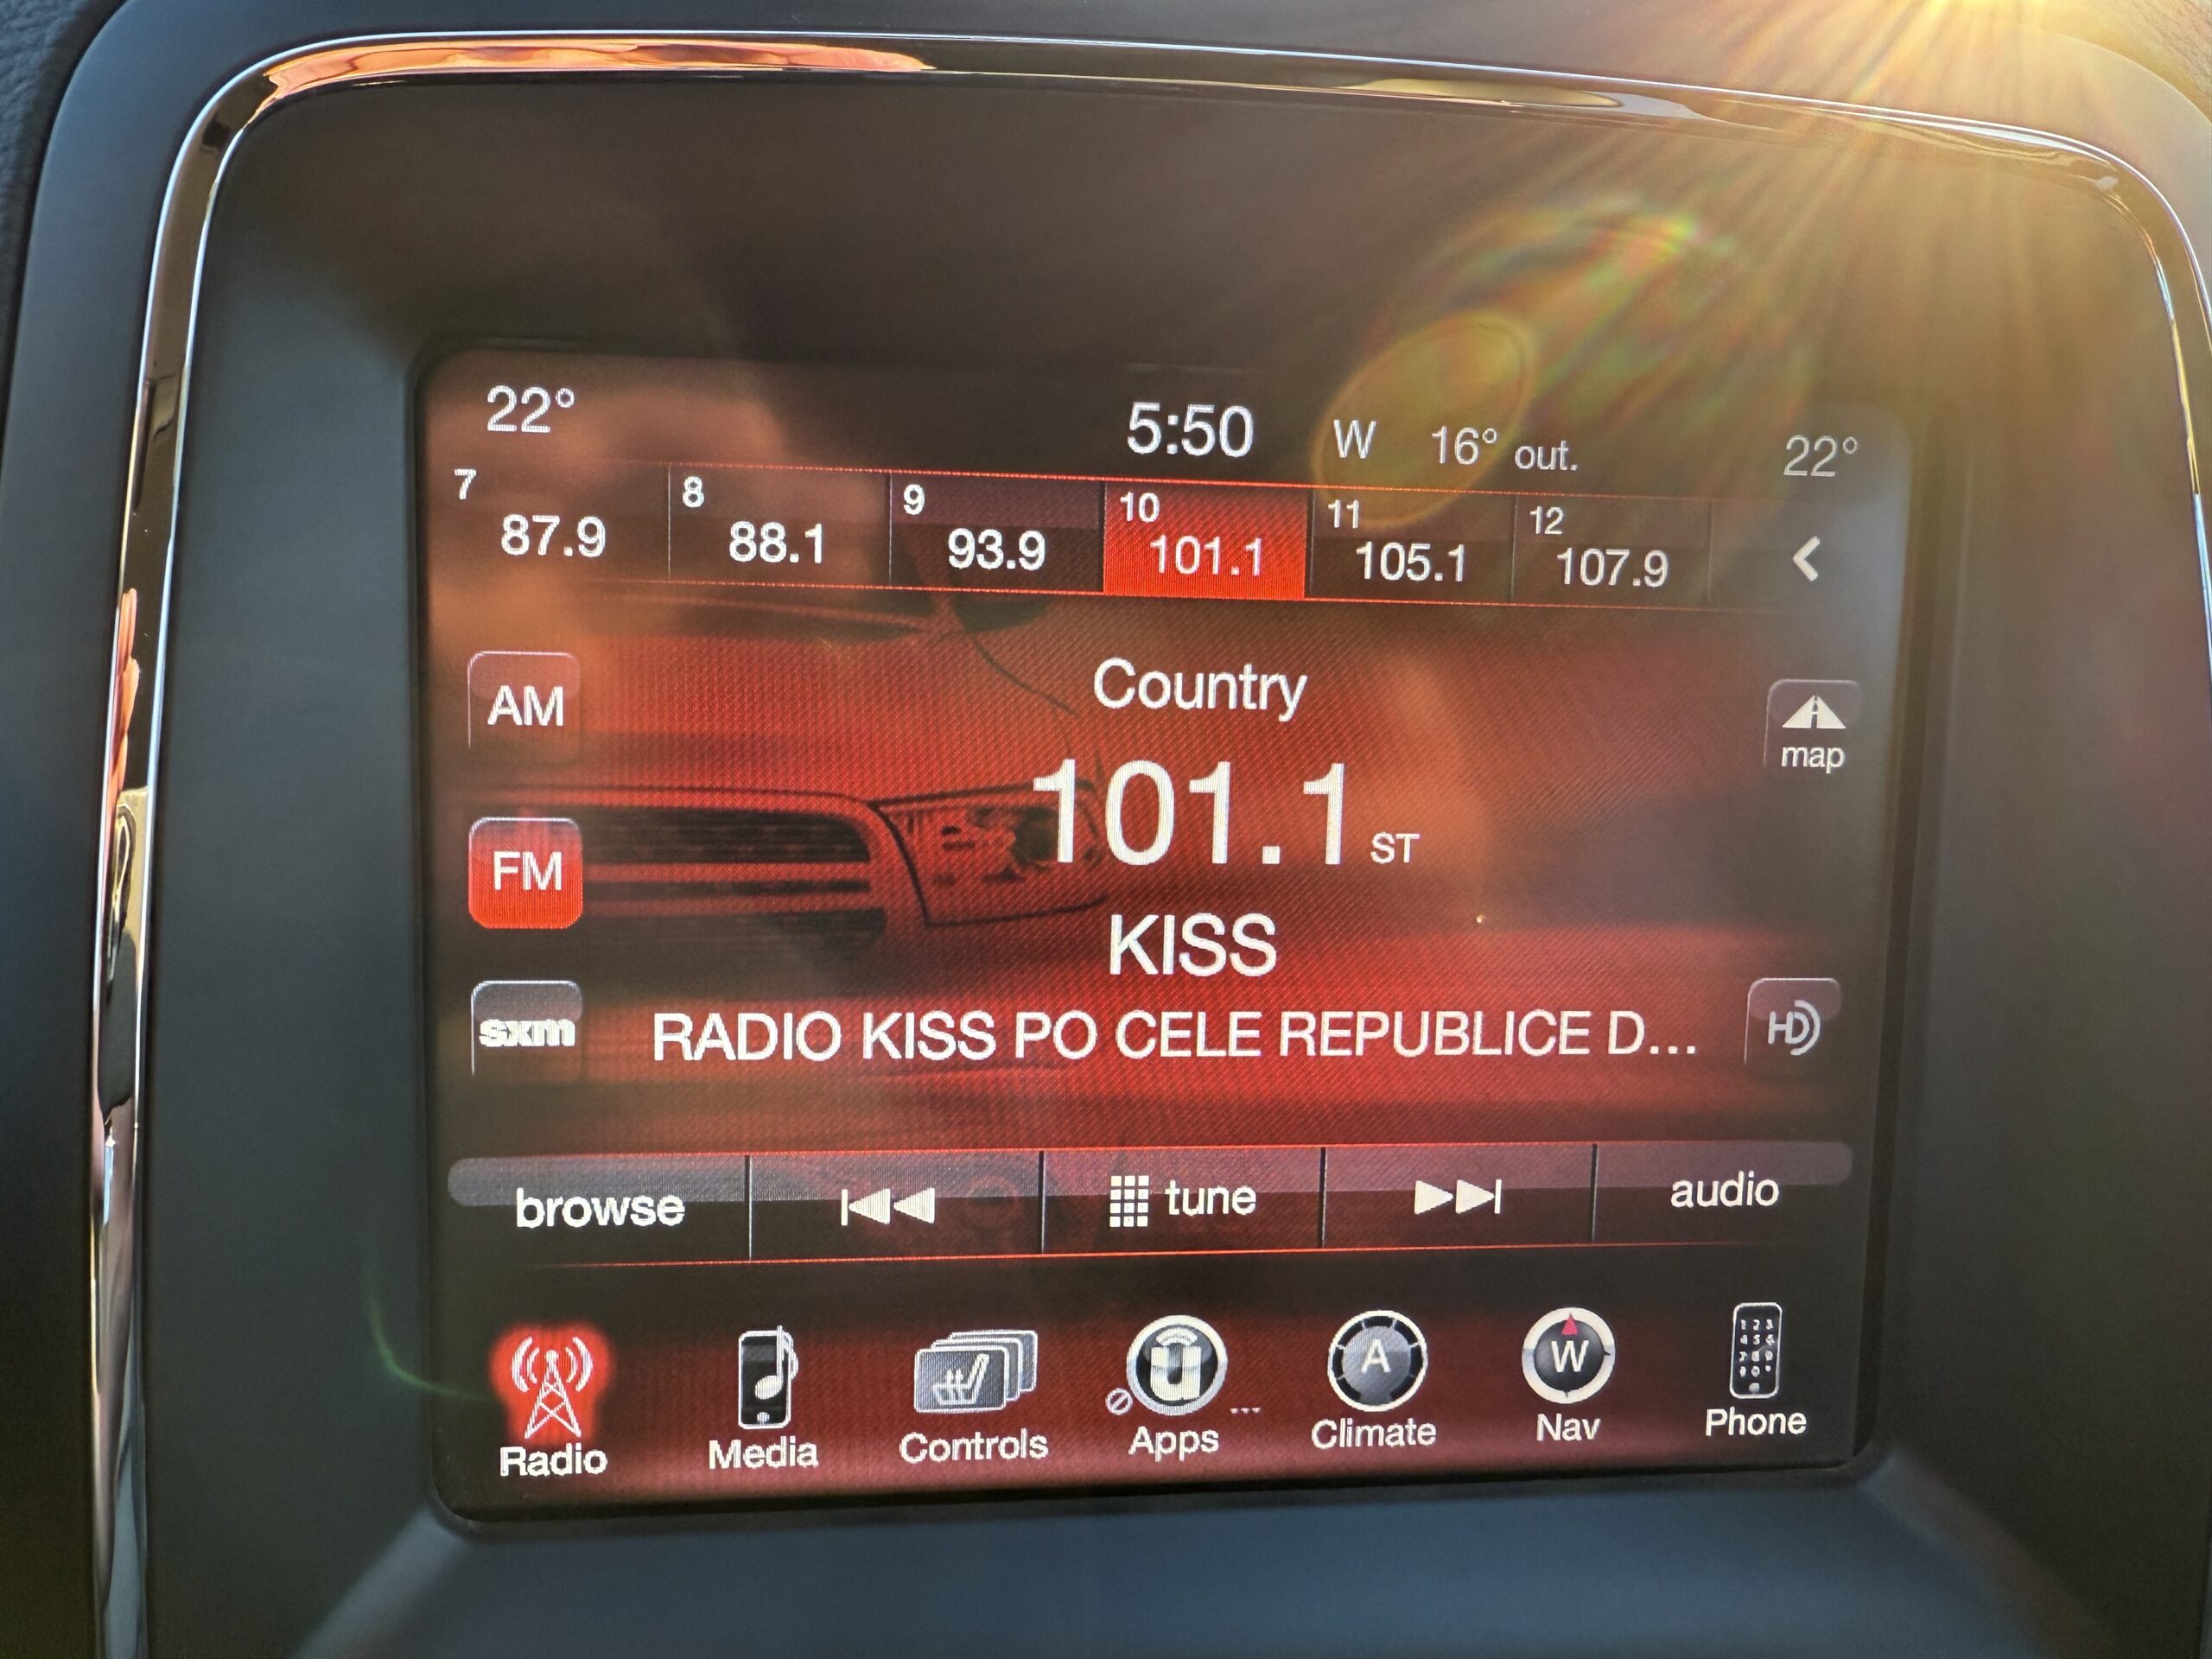 22° 5:50 W 16° out. 22°
7 8 9 10 11 12
87.9 88.1 93.9 101.1 105.1 107.9
Country
AM
map
101.1 ST
FM
KISS
sxm RADIO KISS PO CELE REPUBLICE D... HD
browse tune audio
A W
Radio Media Controls Apps ... Climate Nav Phone